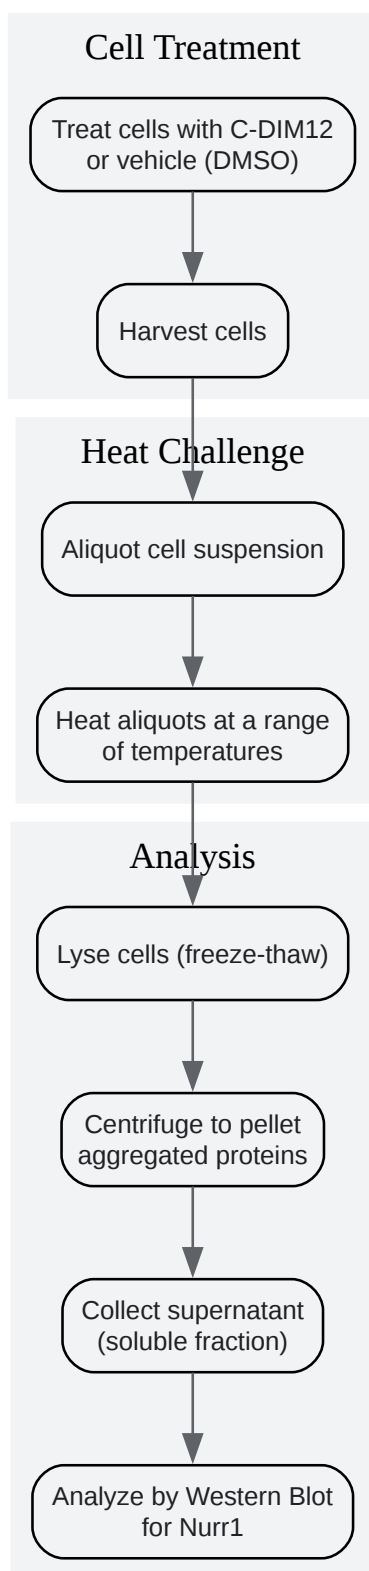 Cell Treatment
Treat cells with C-DIM12
or vehicle (DMSO)
Harvest cells
Heat Challenge
Aliquot cell suspension
Heat aliquots at a range
of temperatures
Analysis
Lyse cells (freeze-thaw)
Centrifuge to pellet
aggregated proteins
Collect supernatant
(soluble fraction)
Analyze by Western Blot
for Nurr1